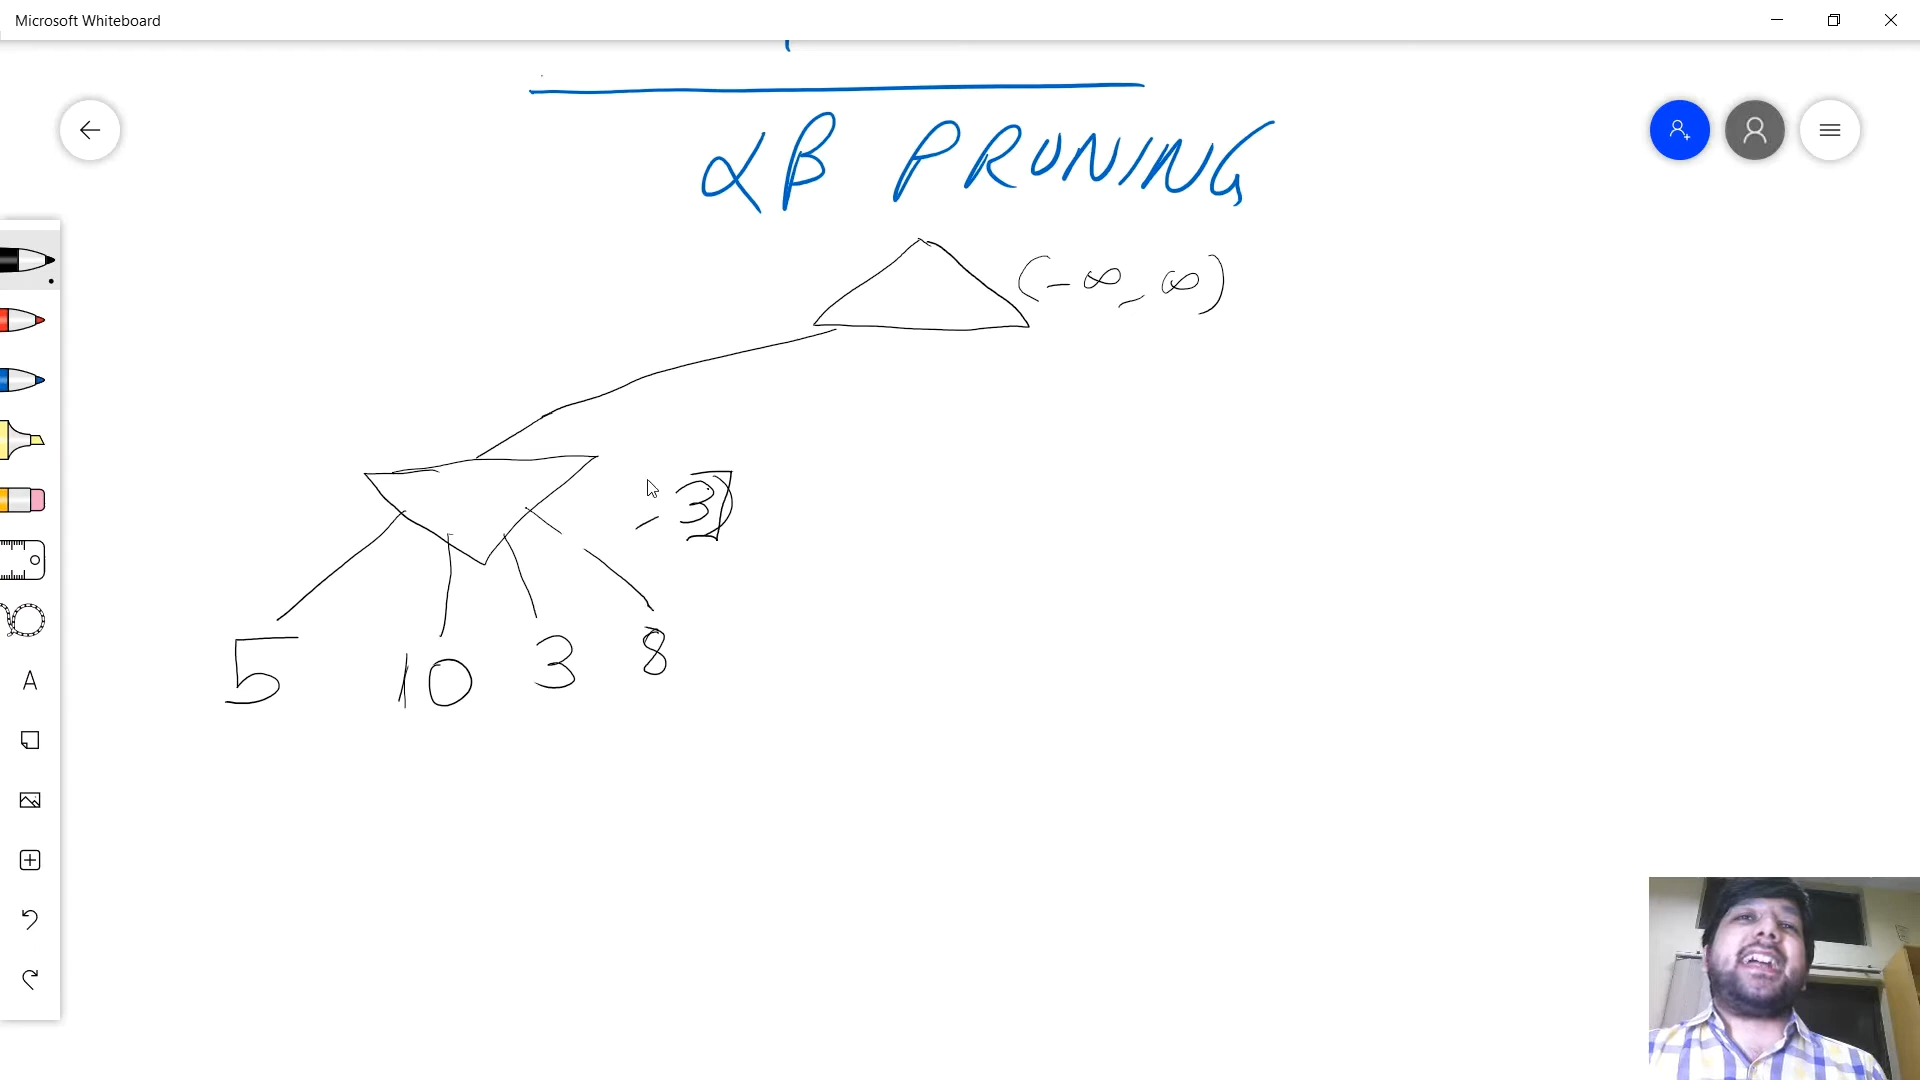 Microsoft Whiteboard
αβ PRUNING
(-∞, ∞)
, 3]
5 10 3 8
A